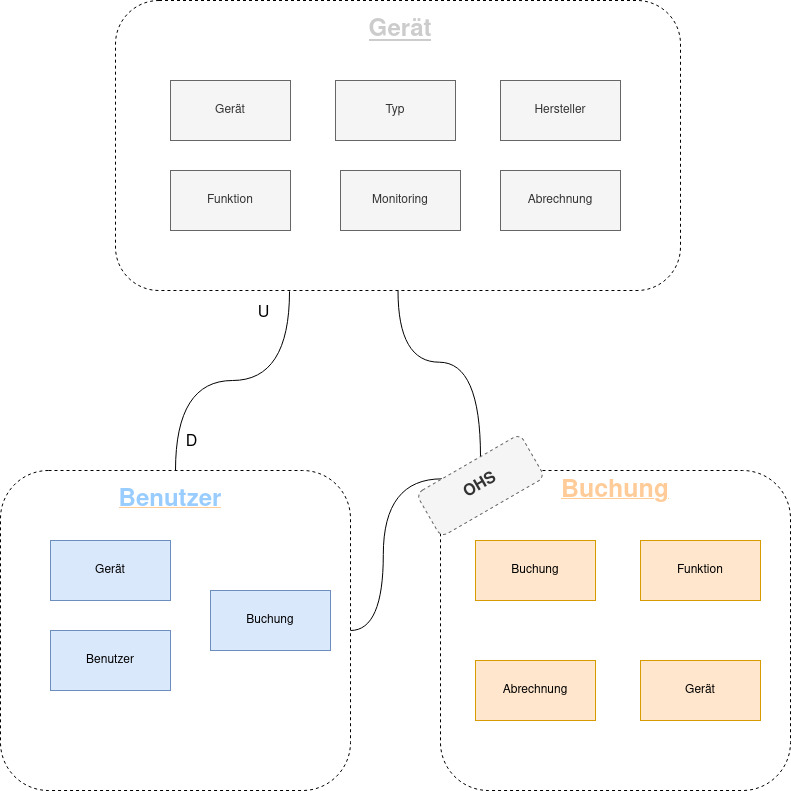 Gerät
Gerät
Typ
Hersteller
Funktion
Monitoring
Abrechnung
U
D
OHS
Benutzer
Gerät
Buchung
Benutzer
Buchung
Buchung
Funktion
Abrechnung
Gerät